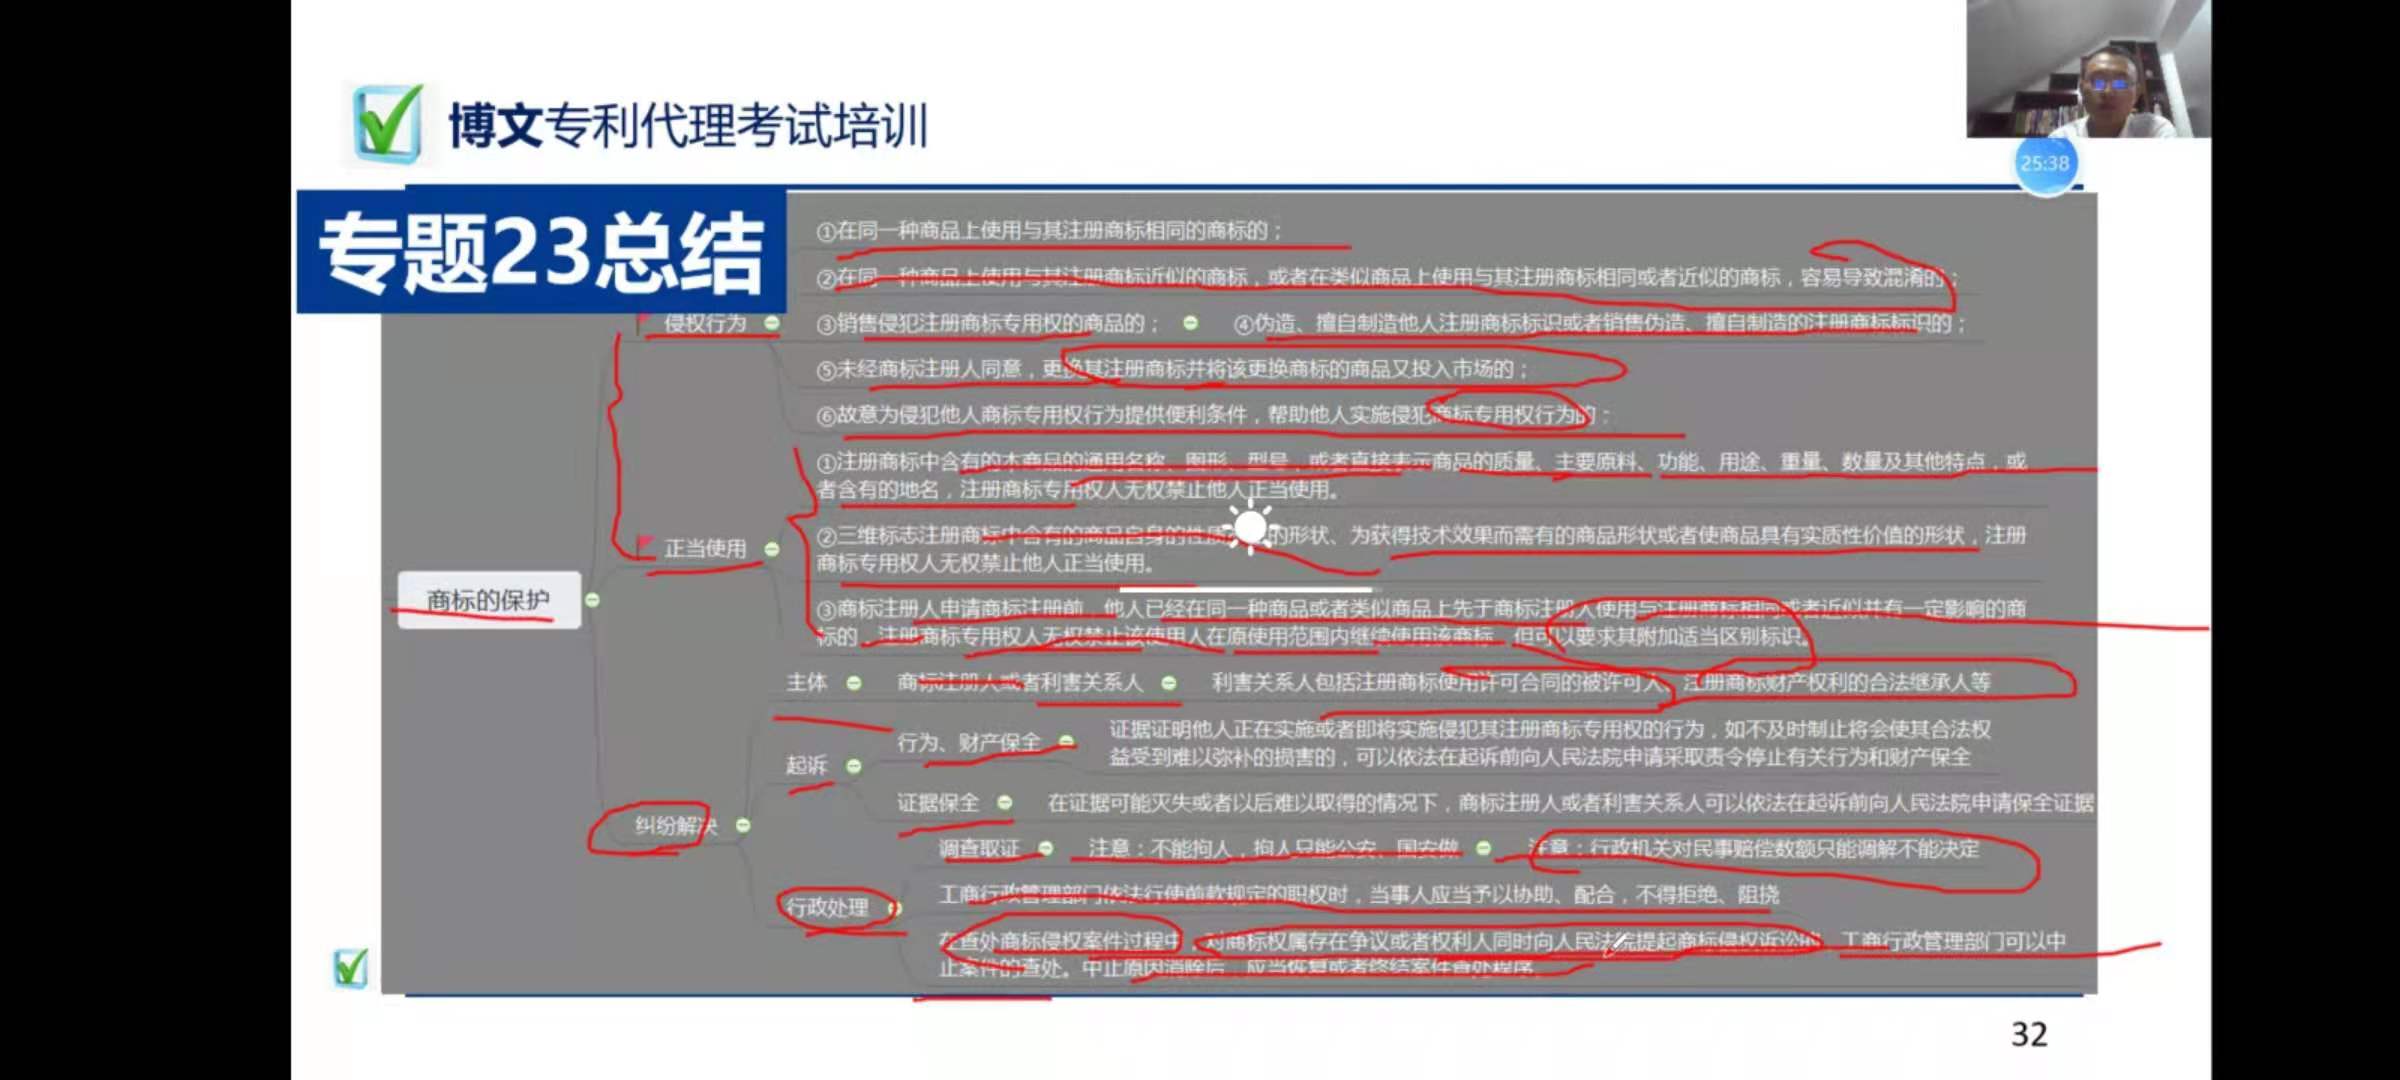 博文专利代理考试培训
25:38
专题23总结
①在同一种商品上使用与其注册商标相同的商标的；
②在同一种商品上使用与其注册商标近似的商标，或者在类似商品上使用与其注册商标相同或者近似的商标，容易导致混淆的；
侵权行为
③销售侵犯注册商标专用权的商品的；
④伪造、擅自制造他人注册商标标识或者销售伪造、擅自制造的注册商标标识的；
⑤未经商标注册人同意，更换其注册商标并将该更换商标的商品又投入市场的；
⑥故意为侵犯他人商标专用权行为提供便利条件，帮助他人实施侵犯商标专用权行为的；
①注册商标中含有的本商品的通用名称、图形、型号，或者直接表示商品的质量、主要原料、功能、用途、重量、数量及其他特点，或
者含有的地名，注册商标专用权人无权禁止他人正当使用。
正当使用
②三维标志注册商标中含有的商品自身的性质的形状、为获得技术效果而需有的商品形状或者使商品具有实质性价值的形状，注册
商标专用权人无权禁止他人正当使用。
商标的保护
③商标注册人申请商标注册前，他人已经在同一种商品或者类似商品上先于商标注册人使用与注册商标相同或者近似并有一定影响的商
标的，注册商标专用权人无权禁止该使用人在原使用范围内继续使用该商标，但可以要求其附加适当区别标识。
主体
商标注册人或者利害关系人
利害关系人包括注册商标使用许可合同的被许可人、注册商标财产权利的合法继承人等
起诉
行为、财产保全
证据证明他人正在实施或者即将实施侵犯其注册商标专用权的行为，如不及时制止将会使其合法权
益受到难以弥补的损害的，可以依法在起诉前向人民法院申请采取责令停止有关行为和财产保全
证据保全
在证据可能灭失或者以后难以取得的情况下，商标注册人或者利害关系人可以依法在起诉前向人民法院申请保全证据
纠纷解决
调查取证
注意：不能拘人，拘人只能公安、国安做
注意：行政机关对民事赔偿数额只能调解不能决定
行政处理
工商行政管理部门依法行使前款规定的职权时，当事人应当予以协助、配合，不得拒绝、阻挠
在查处商标侵权案件过程中，对商标权属存在争议或者权利人同时向人民法院提起商标侵权诉讼的，工商行政管理部门可以中
止案件的查处。中止原因消除后，应当恢复或者终结案件查处程序
32